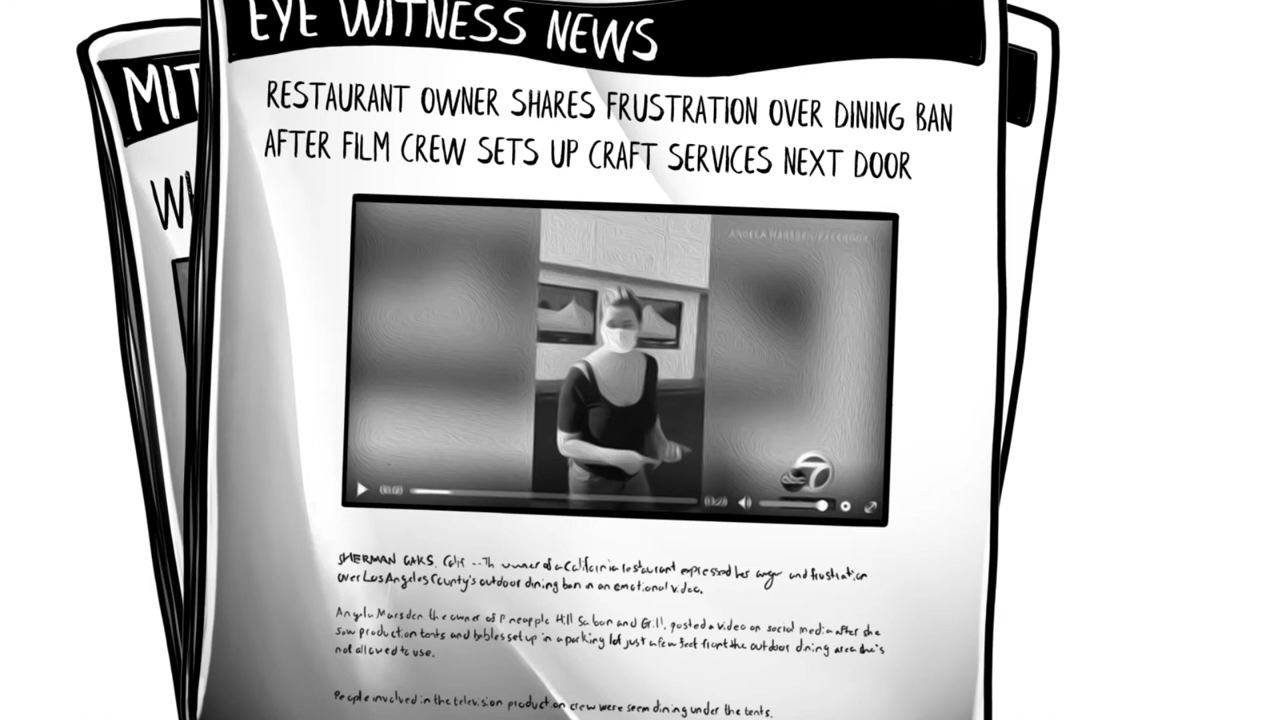 EYE WITNESS NEWS
MIT
RESTAURANT OWNER SHARES FRUSTRATION OVER DINING BAN
AFTER FILM CREW SETS UP CRAFT SERVICES NEXT DOOR
WH
abc 7
SHERMAN OAKS, Calif -- Th owner of a California restaurant expressed her anger and frustration
over Los Angeles County's outdoor dining ban in an emotional video.
Angela Marsden the owner of Pineapple Hill Saloon and Grill, posted a video on social media after she
saw production tents and tables set up in a parking lot just a few feet from the outdoor dining area she's
not allowed to use.
People involved in the television production crew were seem dining under the tents.